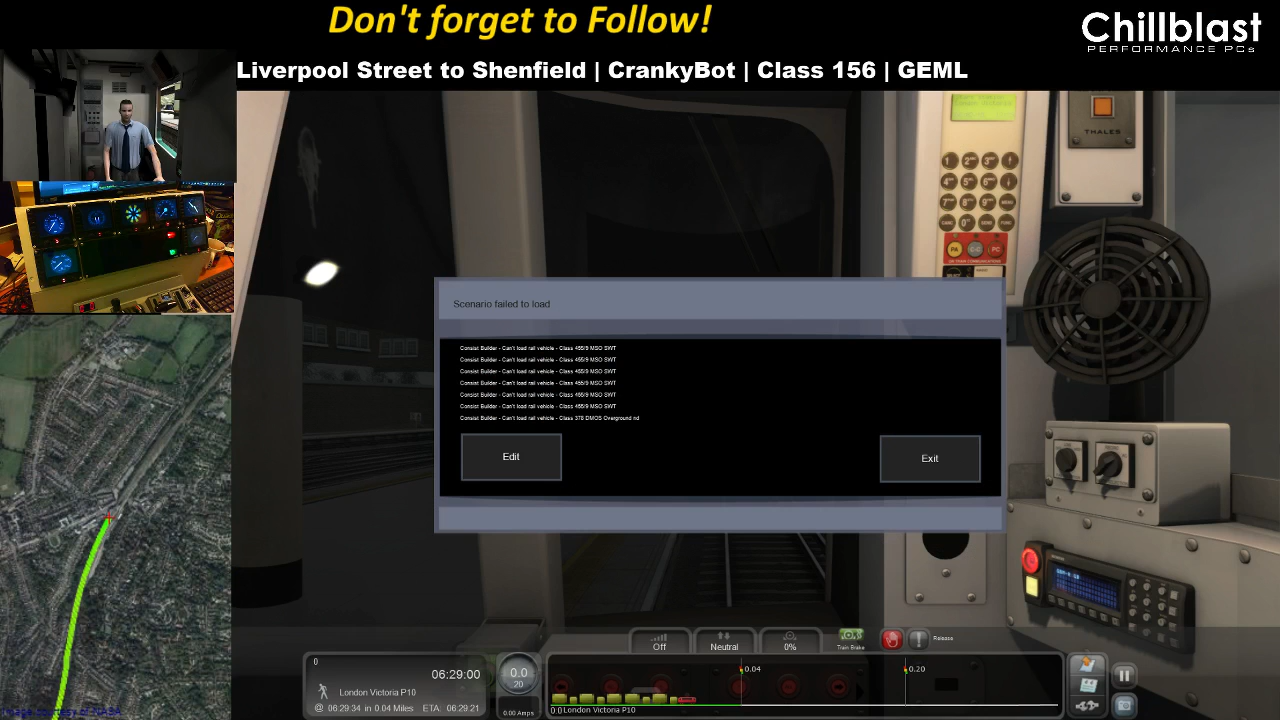 Don't forget to Follow!
Chillblast
PERFORMANCE PCs
Liverpool Street to Shenfield | CrankyBot | Class 156 | GEML
THALES
Scenario failed to load
Consist Builder - Can't load rail vehicle - Class 455/9 MSO SWT
Consist Builder - Can't load rail vehicle - Class 455/9 MSO SWT
Consist Builder - Can't load rail vehicle - Class 455/9 MSO SWT
Consist Builder - Can't load rail vehicle - Class 455/9 MSO SWT
Consist Builder - Can't load rail vehicle - Class 455/9 MSO SWT
Consist Builder - Can't load rail vehicle - Class 455/9 MSO SWT
Consist Builder - Can't load rail vehicle - Class 378 DMOS Overground nd
Edit
Exit
Off
Neutral
0%
Train Brake
Release
0
06:29:00
London Victoria P10
@ 06:29:34 in 0.04 Miles ETA: 06:29:21
0.0
20
0.00 Amps
0.04
0.20
0.0 London Victoria P10
Image courtesy of NASA